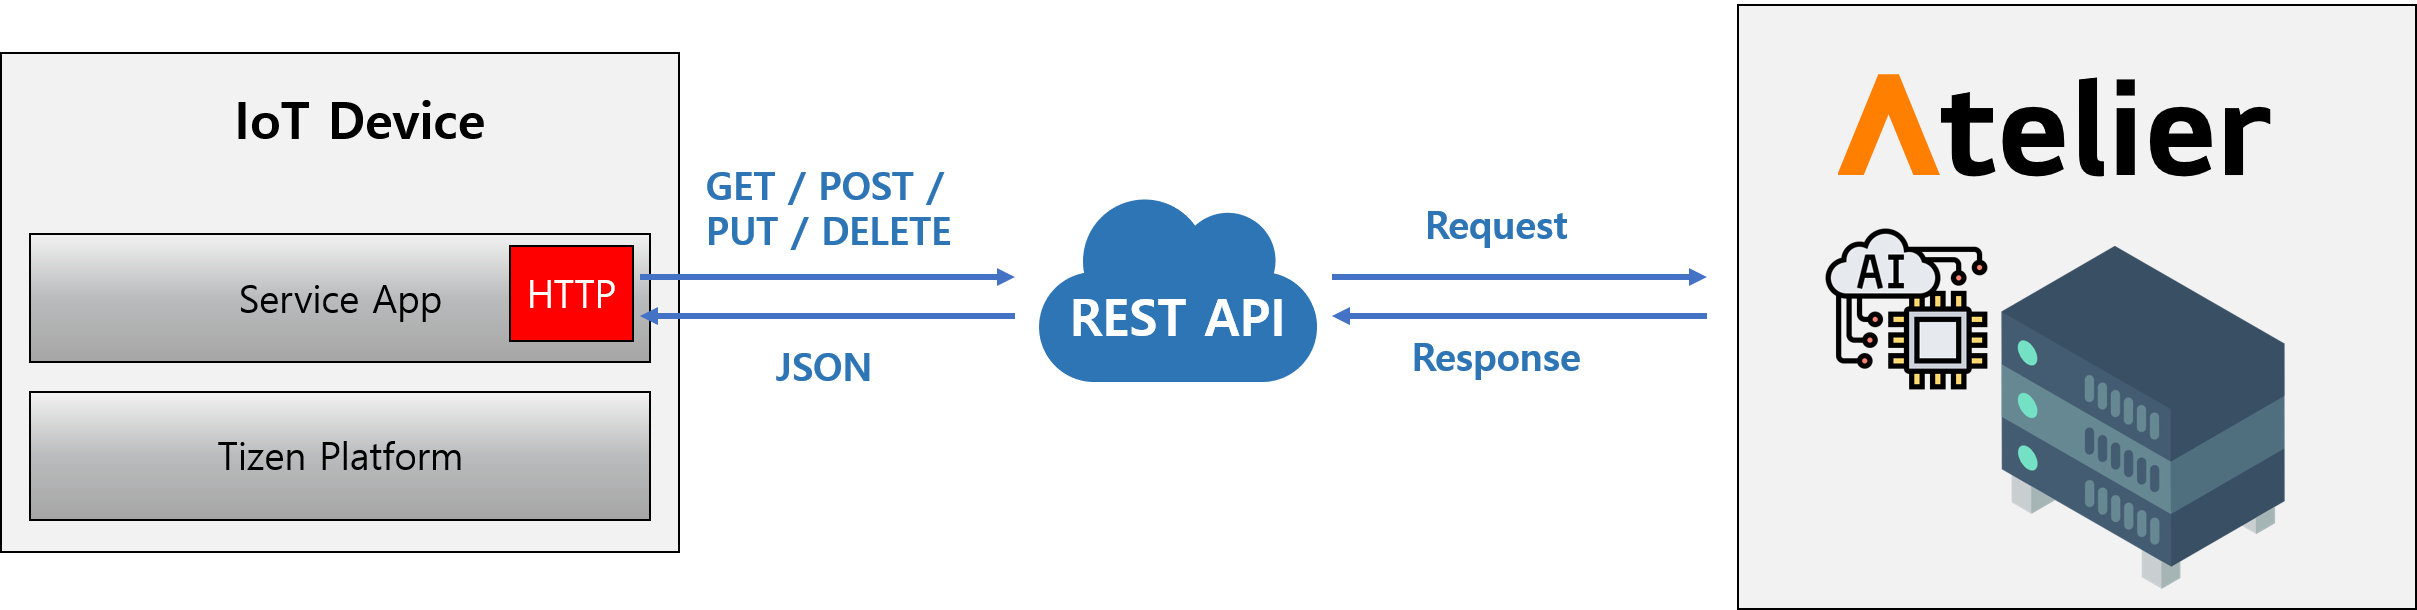 IoT Device
Service App
HTTP
Tizen Platform
GET / POST /
PUT / DELETE
JSON
REST API
Request
Response
Atelier
AI